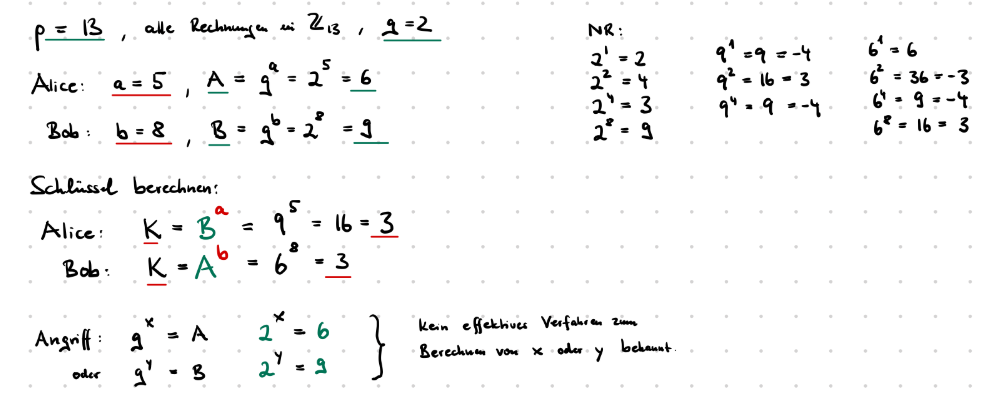 p = 13 , alle Rechnungen in ℤ₁₃ , g = 2
Alice: a = 5 , A = g^a = 2^5 = 6
Bob: b = 8 , B = g^b = 2^8 = 9
NR:
2^1 = 2
2^2 = 4
2^4 = 3
2^8 = 9
9^1 = 9 = -4
9^2 = 16 = 3
9^4 = 9 = -4
6^1 = 6
6^2 = 36 = -3
6^4 = 9 = -4
6^8 = 16 = 3
Schlüssel berechnen:
Alice: K = B^a = 9^5 = 16 = 3
Bob: K = A^b = 6^8 = 3
Angriff: g^x = A 2^x = 6
oder g^y = B 2^y = 9
Kein effektives Verfahren zum
Berechnen von x oder y bekannt.